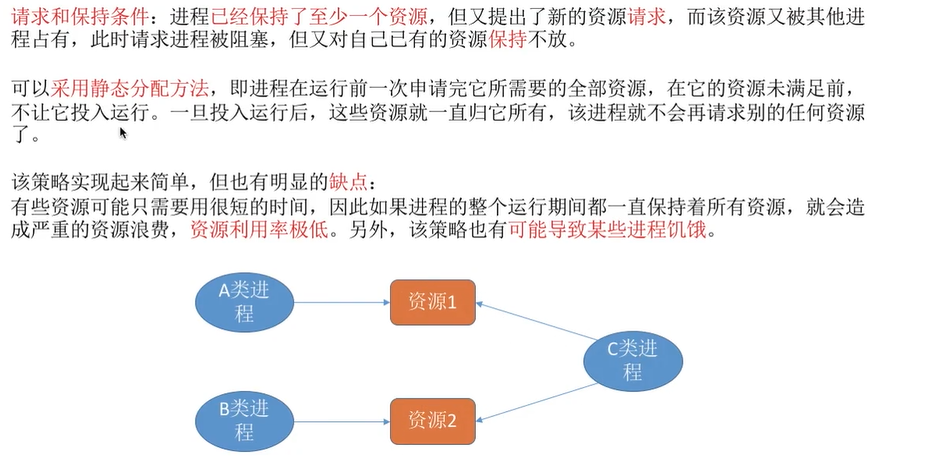 请求和保持条件：进程已经保持了至少一个资源，但又提出了新的资源请求，而该资源又被其他进
程占有，此时请求进程被阻塞，但又对自己已有的资源保持不放。
可以采用静态分配方法，即进程在运行前一次申请完它所需要的全部资源，在它的资源未满足前，
不让它投入运行。一旦投入运行后，这些资源就一直归它所有，该进程就不会再请求别的任何资源
了。
该策略实现起来简单，但也有明显的缺点：
有些资源可能只需要用很短的时间，因此如果进程的整个运行期间都一直保持着所有资源，就会造
成严重的资源浪费，资源利用率极低。另外，该策略也有可能导致某些进程饥饿。
A类进
程
资源1
C类进
程
B类进
程
资源2